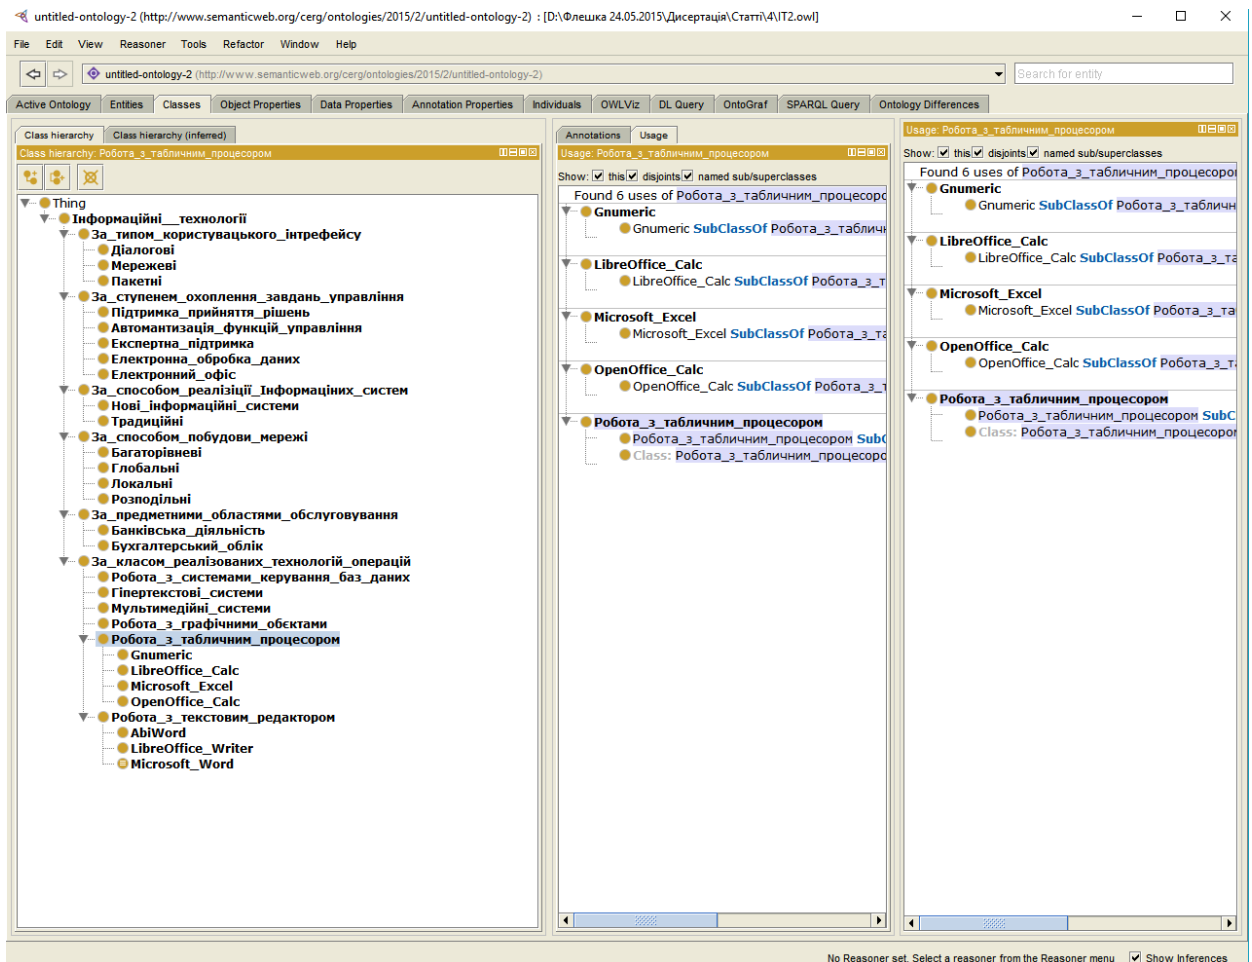 untitled-ontology-2 (http://www.semanticweb.org/cerg/ontologies/2015/2/untitled-ontology-2) : [D:\Флешка 24.05.2015\Дисертація\Статті\4\IT2.owl]
File Edit View Reasoner Tools Refactor Window Help
untitled-ontology-2 (http://www.semanticweb.org/cerg/ontologies/2015/2/untitled-ontology-2)
Search for entity
Active Ontology Entities Classes Object Properties Data Properties Annotation Properties Individuals OWLViz DL Query OntoGraf SPARQL Query Ontology Differences
Class hierarchy Class hierarchy (inferred)
Class hierarchy: Робота_з_табличним_процесором
Thing
Інформаційні__технології
За_типом_користувацького_інтрефейсу
Діалогові
Мережеві
Пакетні
За_ступенем_охоплення_завдань_управління
Підтримка_прийняття_рішень
Автомантизація_функцій_управління
Експертна_підтримка
Електронна_обробка_даних
Електронний_офіс
За_способом_реалізіції_Інформаціних_систем
Нові_інформаційні_системи
Традиційні
За_способом_побудови_мережі
Багаторівневі
Глобальні
Локальні
Розподільні
За_предметними_областями_обслуговування
Банківська_діяльність
Бухгалтерський_облік
За_класом_реалізованих_технологій_операцій
Робота_з_системами_керування_баз_даних
Гіпертекстові_системи
Мультимедійні_системи
Робота_з_графічними_обєктами
Робота_з_табличним_процесором
Gnumeric
LibreOffice_Calc
Microsoft_Excel
OpenOffice_Calc
Робота_з_текстовим_редактором
AbiWord
LibreOffice_Writer
Microsoft_Word
Annotations Usage
Usage: Робота_з_табличним_процесором
Show: this disjoints named sub/superclasses
Found 6 uses of Робота_з_табличним_процесорс
Gnumeric
Gnumeric SubClassOf Робота_з_табличн
LibreOffice_Calc
LibreOffice_Calc SubClassOf Робота_з_т
Microsoft_Excel
Microsoft_Excel SubClassOf Робота_з_та
OpenOffice_Calc
OpenOffice_Calc SubClassOf Робота_з_т
Робота_з_табличним_процесором
Робота_з_табличним_процесором SubC
Class: Робота_з_табличним_процесорс
Usage: Робота_з_табличним_процесором
Show: this disjoints named sub/superclasses
Found 6 uses of Робота_з_табличним_процесорог
Gnumeric
Gnumeric SubClassOf Робота_з_табличн
LibreOffice_Calc
LibreOffice_Calc SubClassOf Робота_з_та
Microsoft_Excel
Microsoft_Excel SubClassOf Робота_з_та
OpenOffice_Calc
OpenOffice_Calc SubClassOf Робота_з_т
Робота_з_табличним_процесором
Робота_з_табличним_процесором SubC
Class: Робота_з_табличним_процесорог
No Reasoner set. Select a reasoner from the Reasoner menu Show Inferences